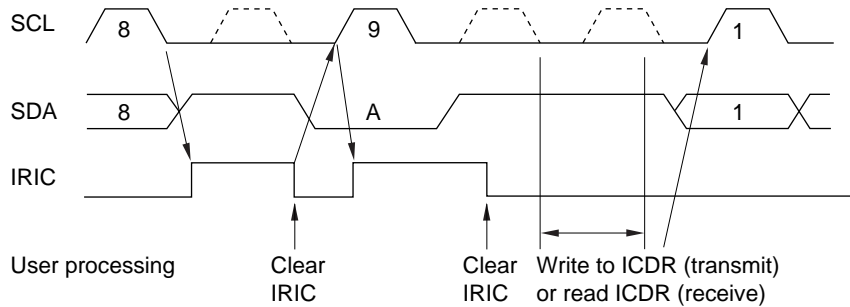 SCL 8 9 1
SDA 8 A 1
IRIC
User processing Clear IRIC Clear IRIC Write to ICDR (transmit) or read ICDR (receive)